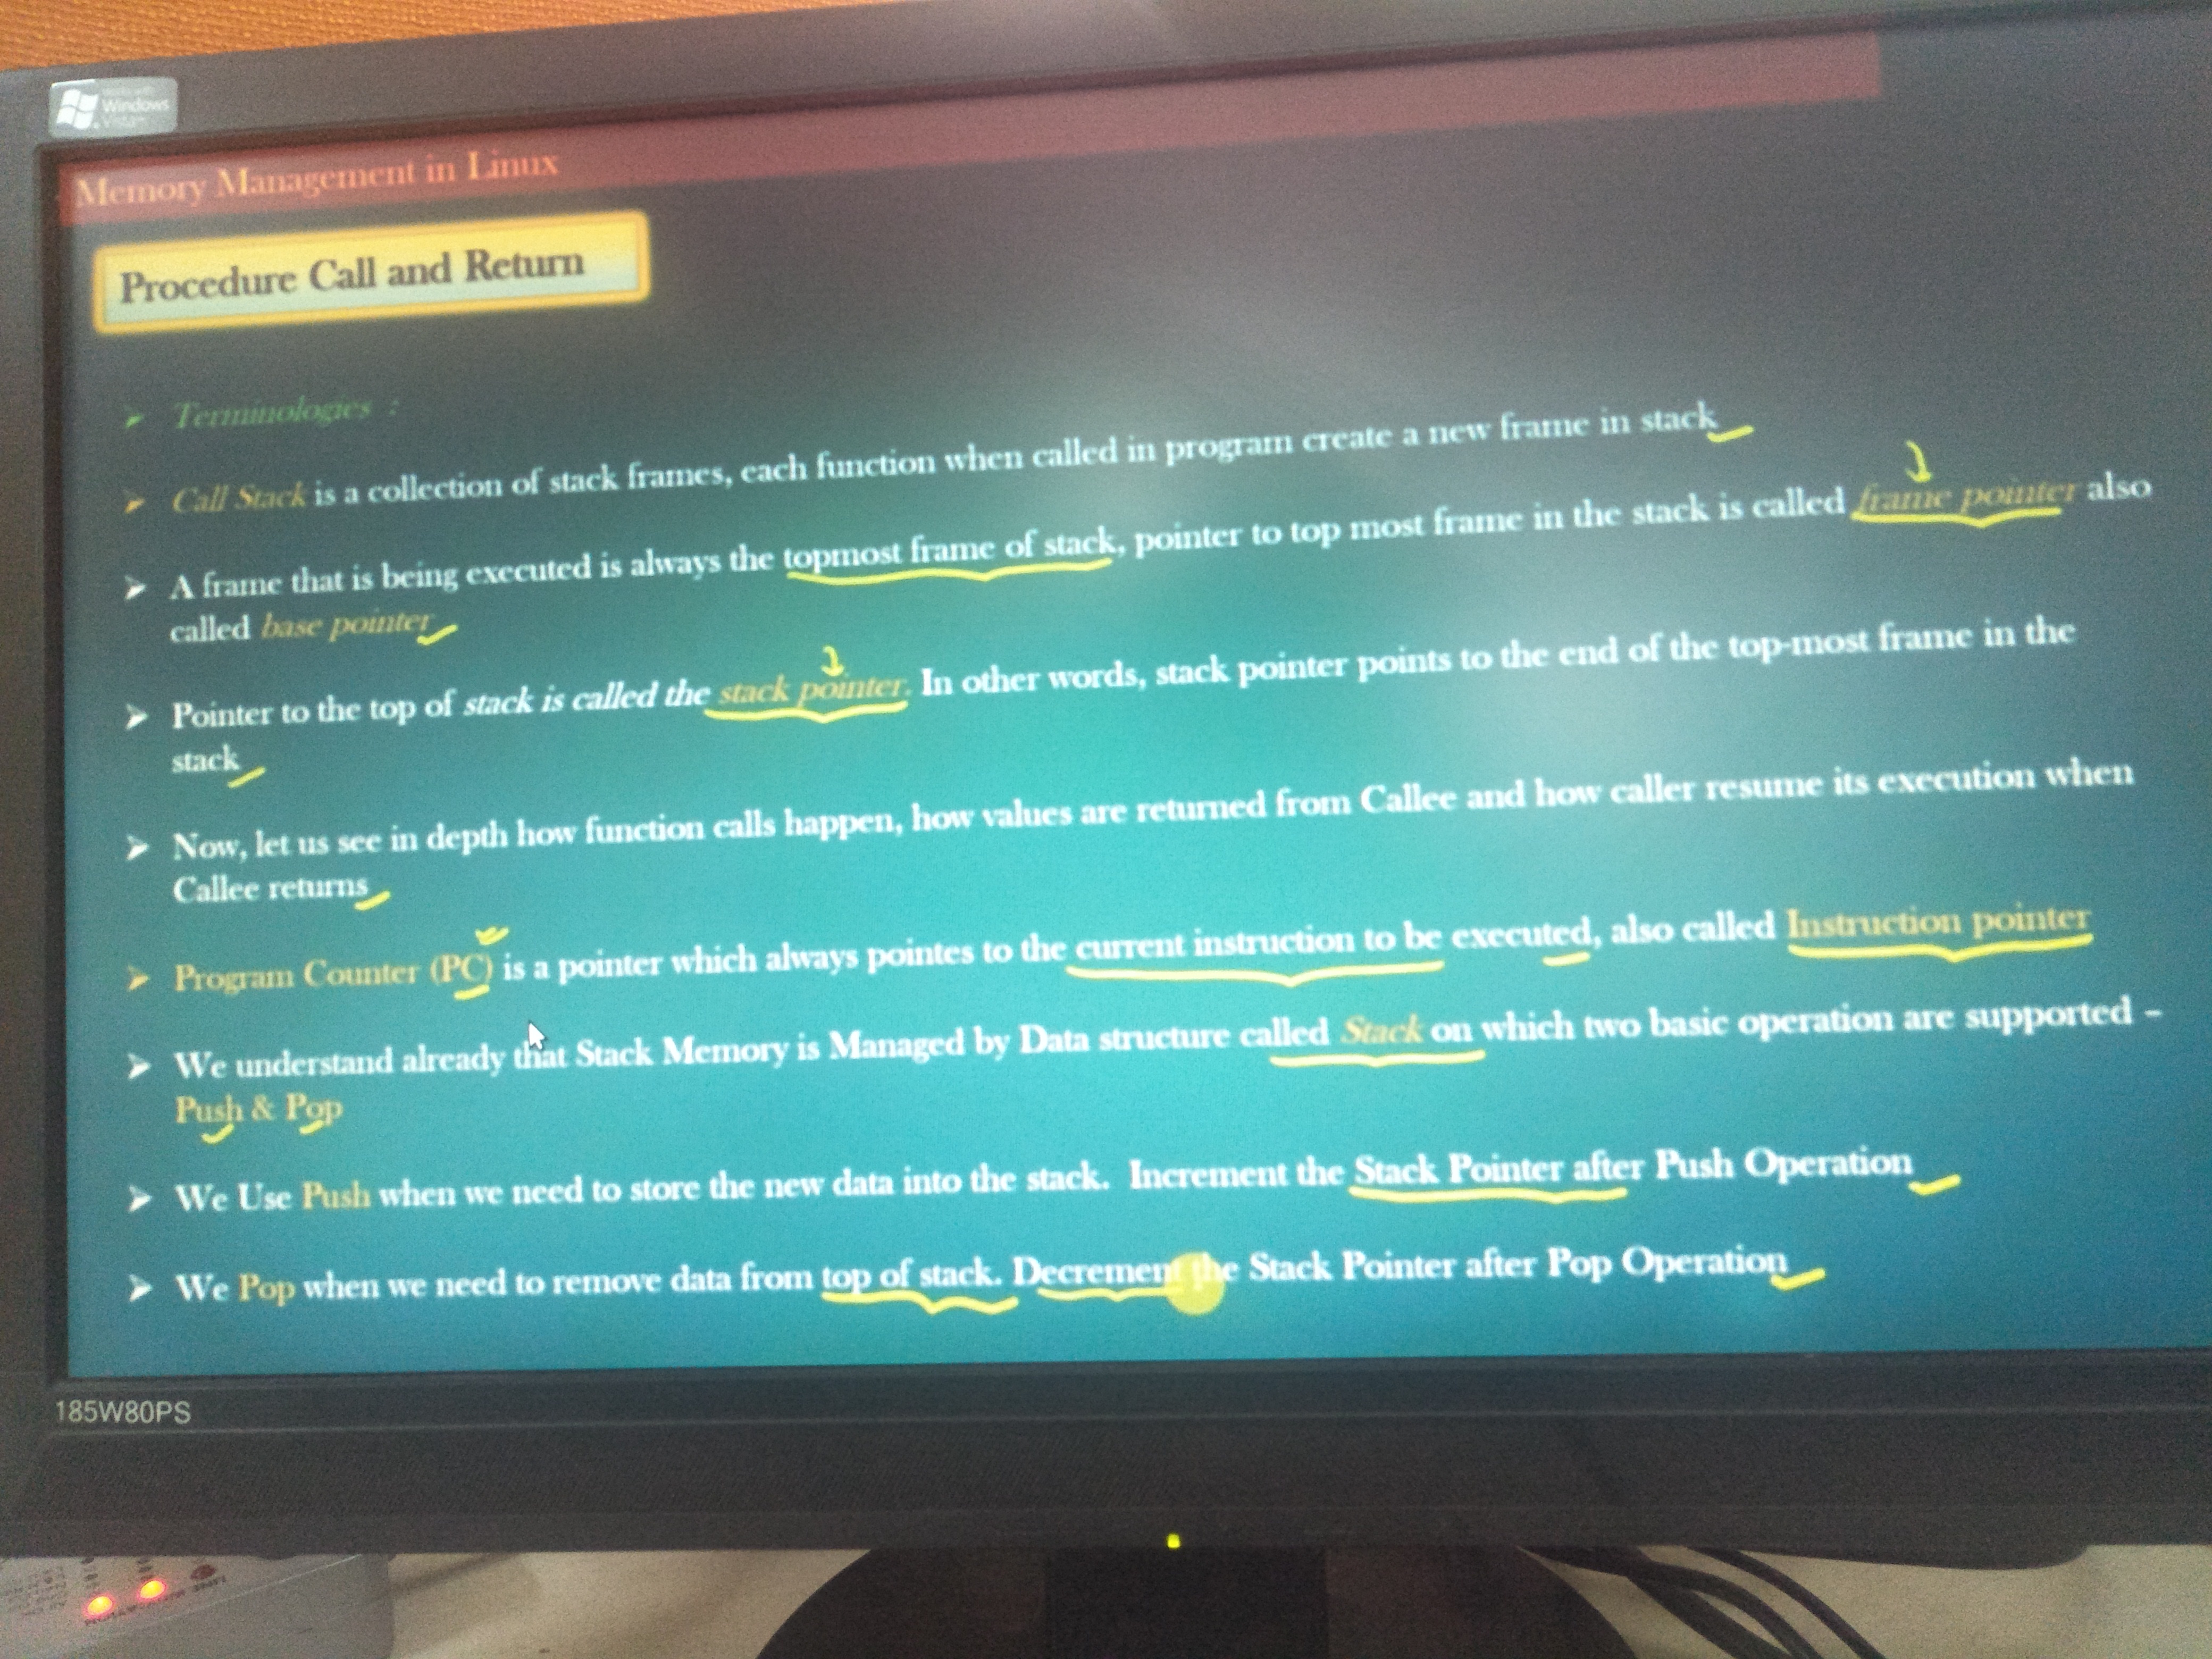 Windows
Vista
Memory Management in Linux
Procedure Call and Return
Terminologies :
Call Stack is a collection of stack frames, each function when called in program create a new frame in stack
A frame that is being executed is always the topmost frame of stack, pointer to top most frame in the stack is called frame pointer also
called base pointer
Pointer to the top of stack is called the stack pointer. In other words, stack pointer points to the end of the top-most frame in the
stack
Now, let us see in depth how function calls happen, how values are returned from Callee and how caller resume its execution when
Callee returns
Program Counter (PC) is a pointer which always pointes to the current instruction to be executed, also called Instruction pointer
We understand already that Stack Memory is Managed by Data structure called Stack on which two basic operation are supported –
Push & Pop
We Use Push when we need to store the new data into the stack. Increment the Stack Pointer after Push Operation
We Pop when we need to remove data from top of stack. Decrement the Stack Pointer after Pop Operation
185W80PS